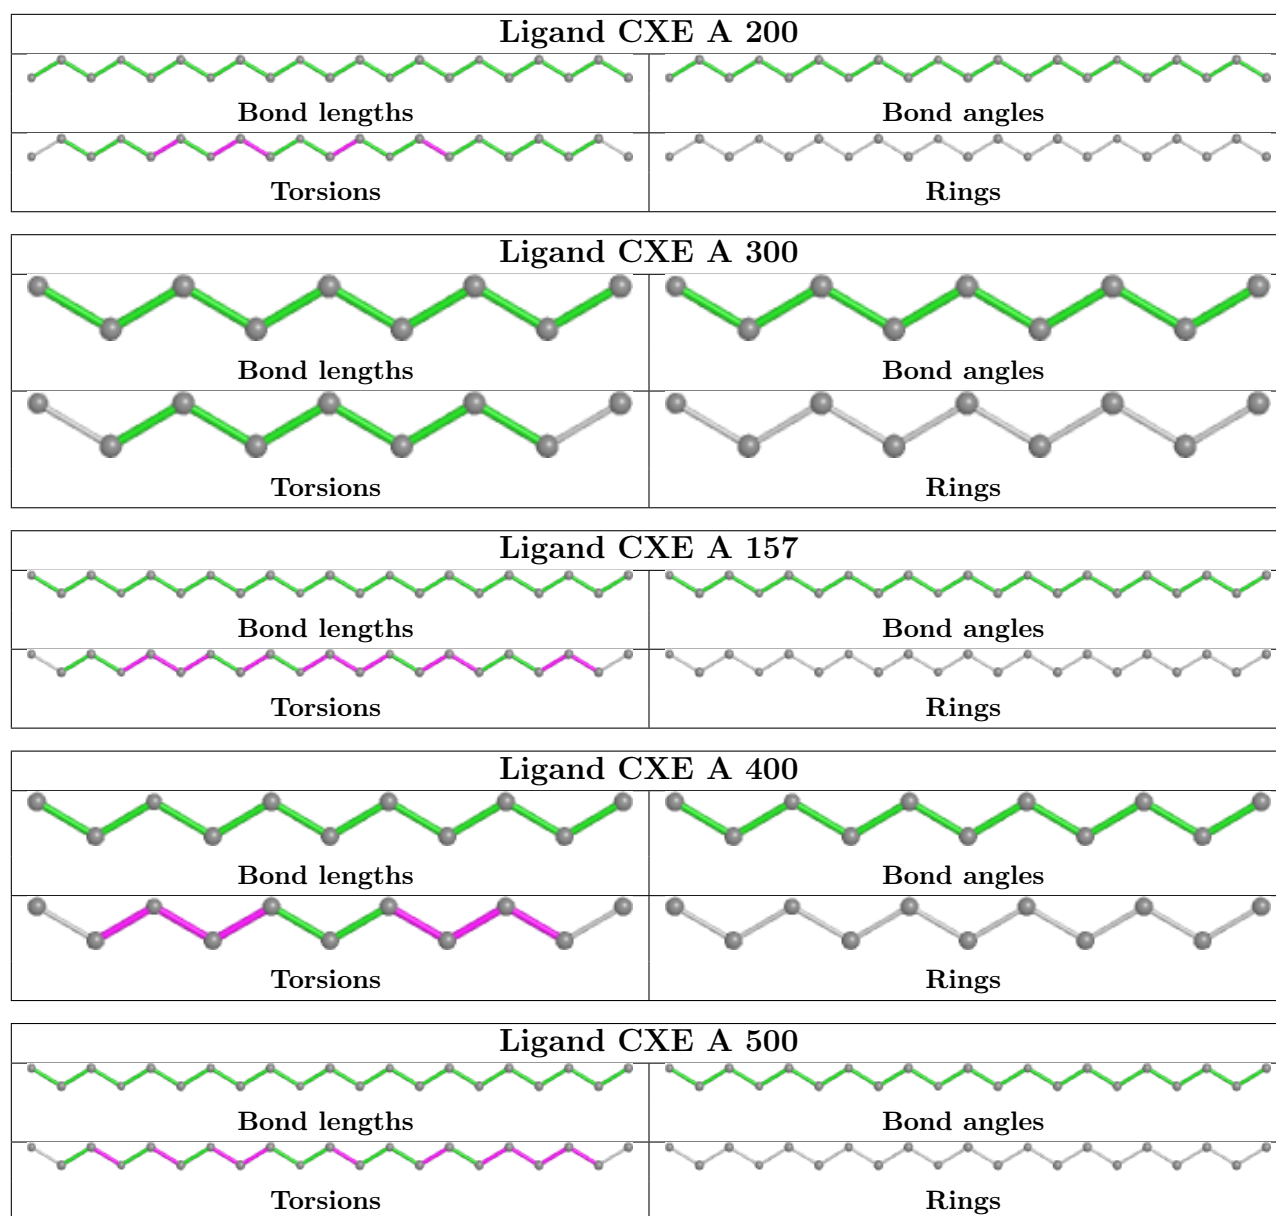 Ligand CXE A 200
Bond lengths
Bond angles
Torsions
Rings
Ligand CXE A 300
Bond lengths
Bond angles
Torsions
Rings
Ligand CXE A 157
Bond lengths
Bond angles
Torsions
Rings
Ligand CXE A 400
Bond lengths
Bond angles
Torsions
Rings
Ligand CXE A 500
Bond lengths
Bond angles
Torsions
Rings